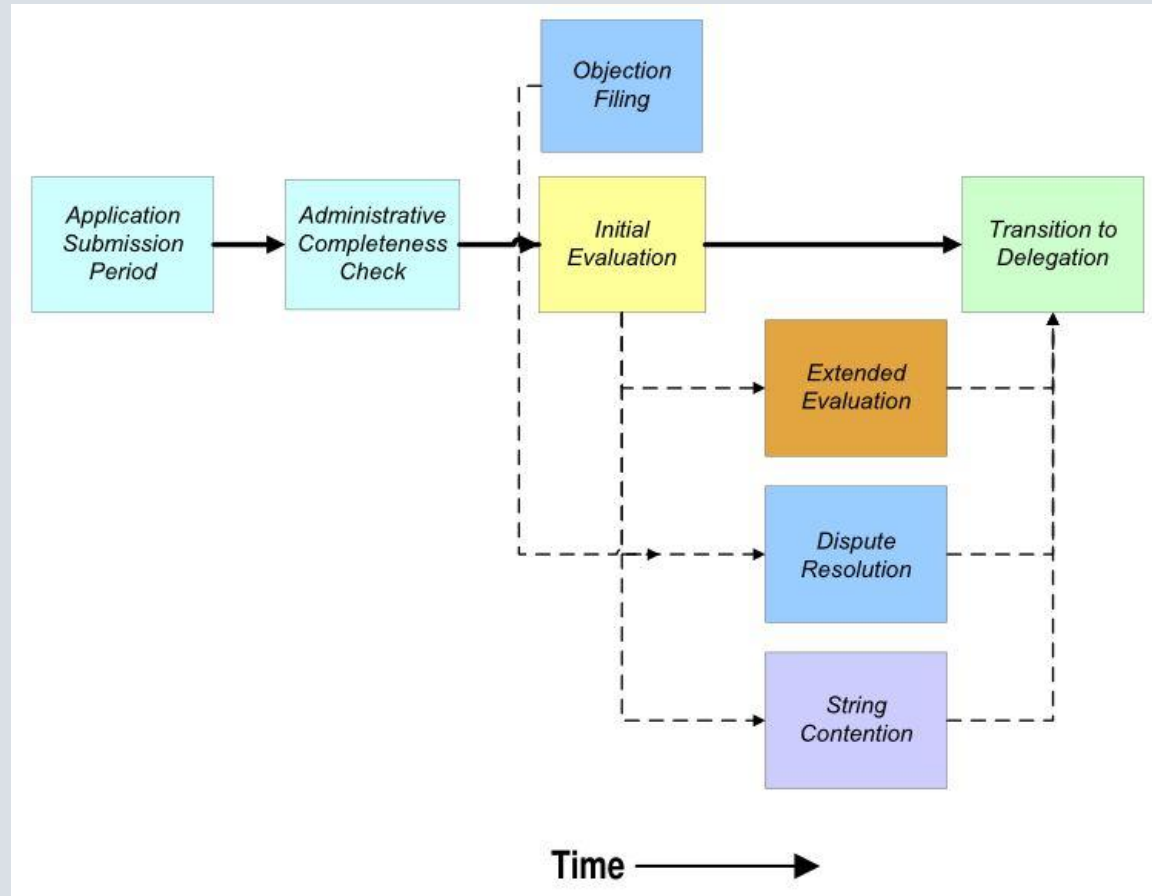 Objection
Filing
Application
Submission
Period
Administrative
Completeness
Check
Initial
Evaluation
Transition to
Delegation
Extended
Evaluation
Dispute
Resolution
String
Contention
Time